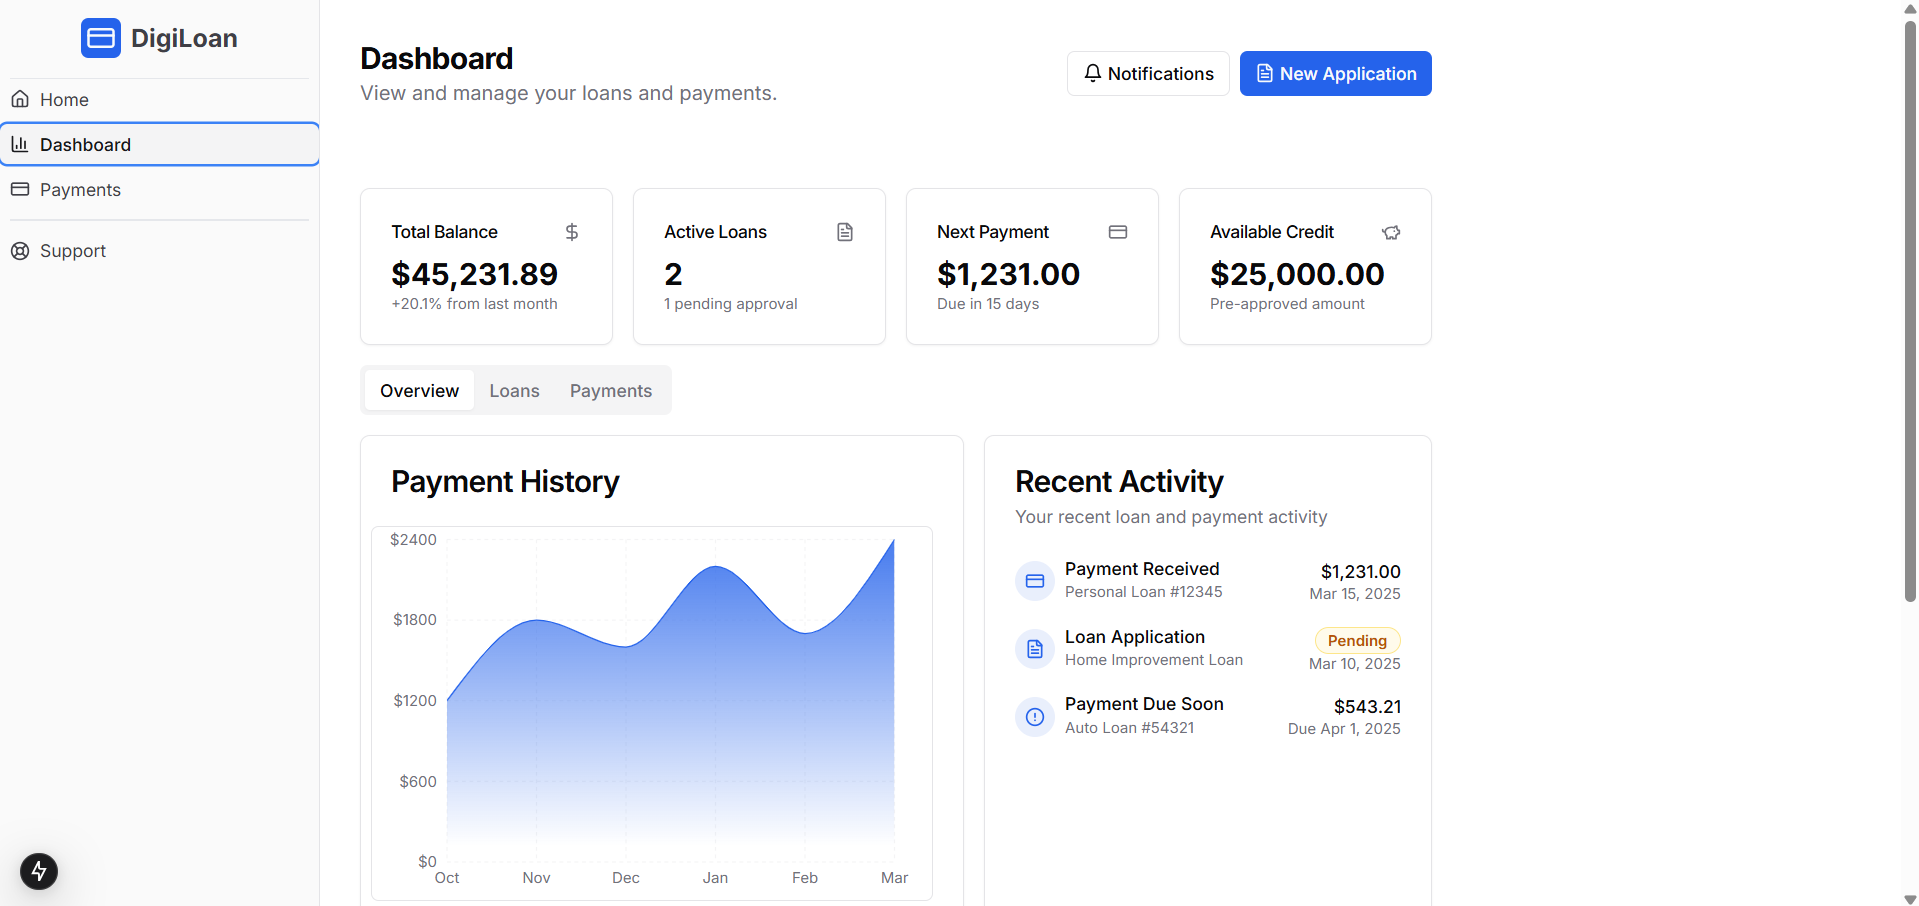 DigiLoan
Home
Dashboard
Payments
Support
Dashboard
View and manage your loans and payments.
Notifications
New Application
Total Balance
$45,231.89
+20.1% from last month
Active Loans
2
1 pending approval
Next Payment
$1,231.00
Due in 15 days
Available Credit
$25,000.00
Pre-approved amount
Overview Loans Payments
Payment History
$2400
$1800
$1200
$600
$0
Oct Nov Dec Jan Feb Mar
Recent Activity
Your recent loan and payment activity
Payment Received $1,231.00
Personal Loan #12345 Mar 15, 2025
Loan Application Pending
Home Improvement Loan Mar 10, 2025
Payment Due Soon $543.21
Auto Loan #54321 Due Apr 1, 2025